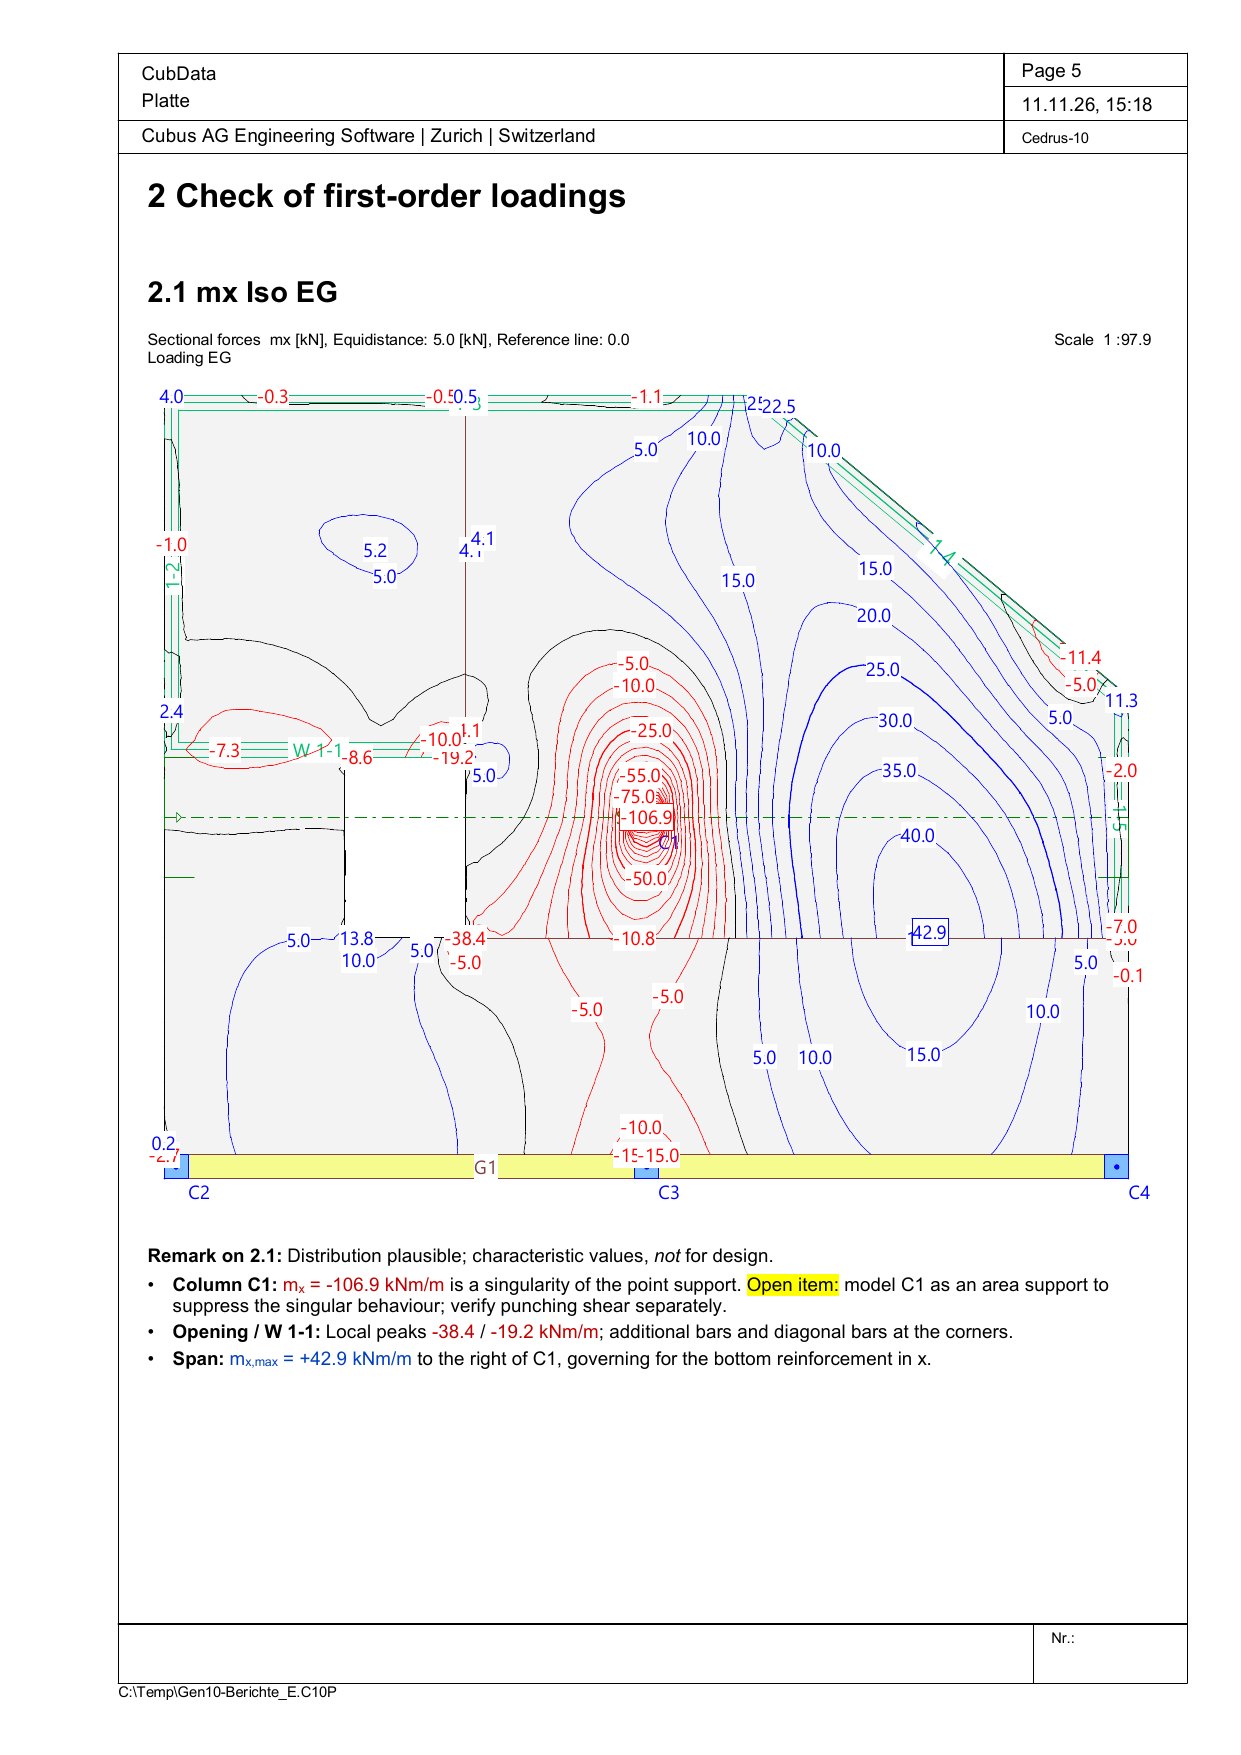 CubData
Platte
Page 5
11.11.26, 15:18
Cubus AG Engineering Software | Zurich | Switzerland
Cedrus-10
2 Check of first-order loadings
2.1 mx Iso EG
Sectional forces mx [kN], Equidistance: 5.0 [kN], Reference line: 0.0
Scale 1 :97.9
Loading EG
4.0 -0.3 0.5 -1.1 22.5
10.0
5.0 10.0
4.1
-1.0 5.2
5.0
1-2
1-4
15.0 15.0
20.0
-5.0 -11.4
25.0
-10.0 -5.0
11.3
2.4 30.0 5.0
-25.0
-10.0
-7.3 W 1-1 -8.6 -19.2
35.0 -2.0
5.0 -55.0
-75.0
-106.9 1-5
40.0
C1
-50.0
42.9 -7.0
5.0 13.8 -38.4 -10.8
5.0
10.0 -5.0 5.0
-0.1
-5.0 -5.0
10.0
5.0 10.0 15.0
-10.0
0.2
-15.0
G1
C2 C3 C4
Remark on 2.1: Distribution plausible; characteristic values, not for design.
• Column C1: mx = -106.9 kNm/m is a singularity of the point support. Open item: model C1 as an area support to
suppress the singular behaviour; verify punching shear separately.
• Opening / W 1-1: Local peaks -38.4 / -19.2 kNm/m; additional bars and diagonal bars at the corners.
• Span: mx,max = +42.9 kNm/m to the right of C1, governing for the bottom reinforcement in x.
Nr.:
C:\Temp\Gen10-Berichte_E.C10P